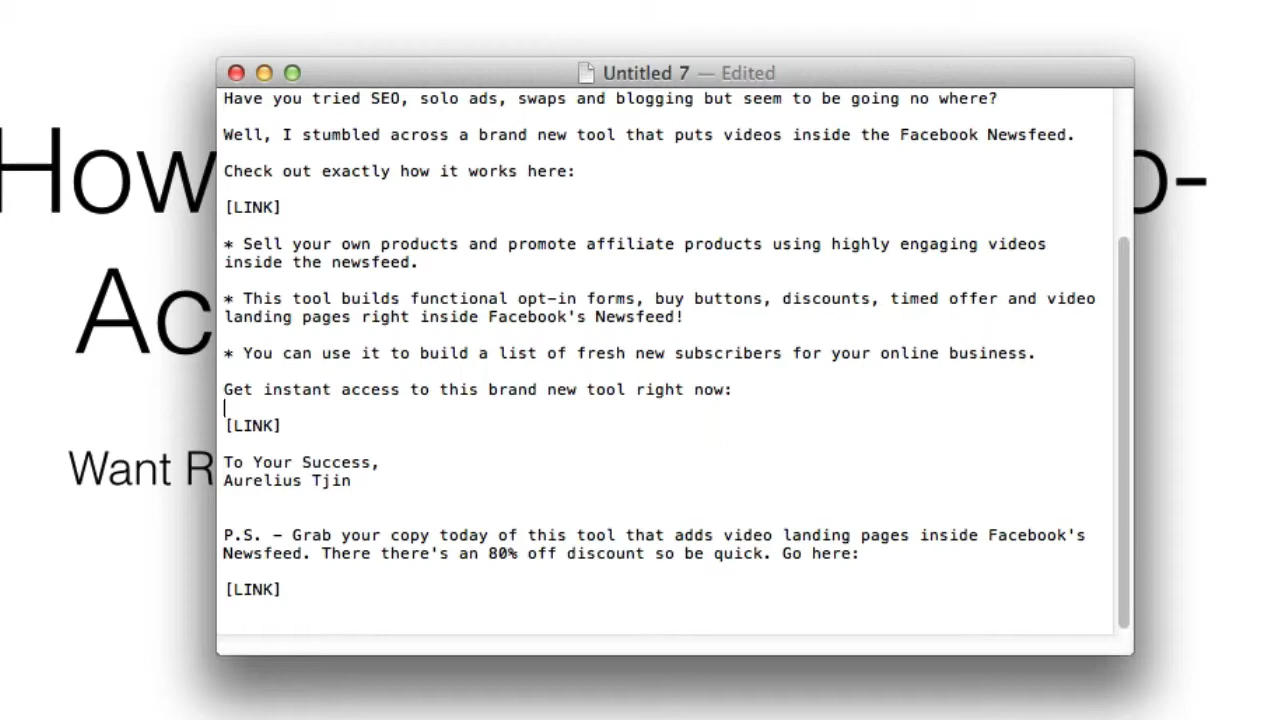 Untitled 7 — Edited
How
o-
Ac
Want R
Have you tried SEO, solo ads, swaps and blogging but seem to be going no where?
Well, I stumbled across a brand new tool that puts videos inside the Facebook Newsfeed.
Check out exactly how it works here:
[LINK]
* Sell your own products and promote affiliate products using highly engaging videos
inside the newsfeed.
* This tool builds functional opt-in forms, buy buttons, discounts, timed offer and video
landing pages right inside Facebook's Newsfeed!
* You can use it to build a list of fresh new subscribers for your online business.
Get instant access to this brand new tool right now:
[LINK]
To Your Success,
Aurelius Tjin
P.S. - Grab your copy today of this tool that adds video landing pages inside Facebook's
Newsfeed. There there's an 80% off discount so be quick. Go here:
[LINK]